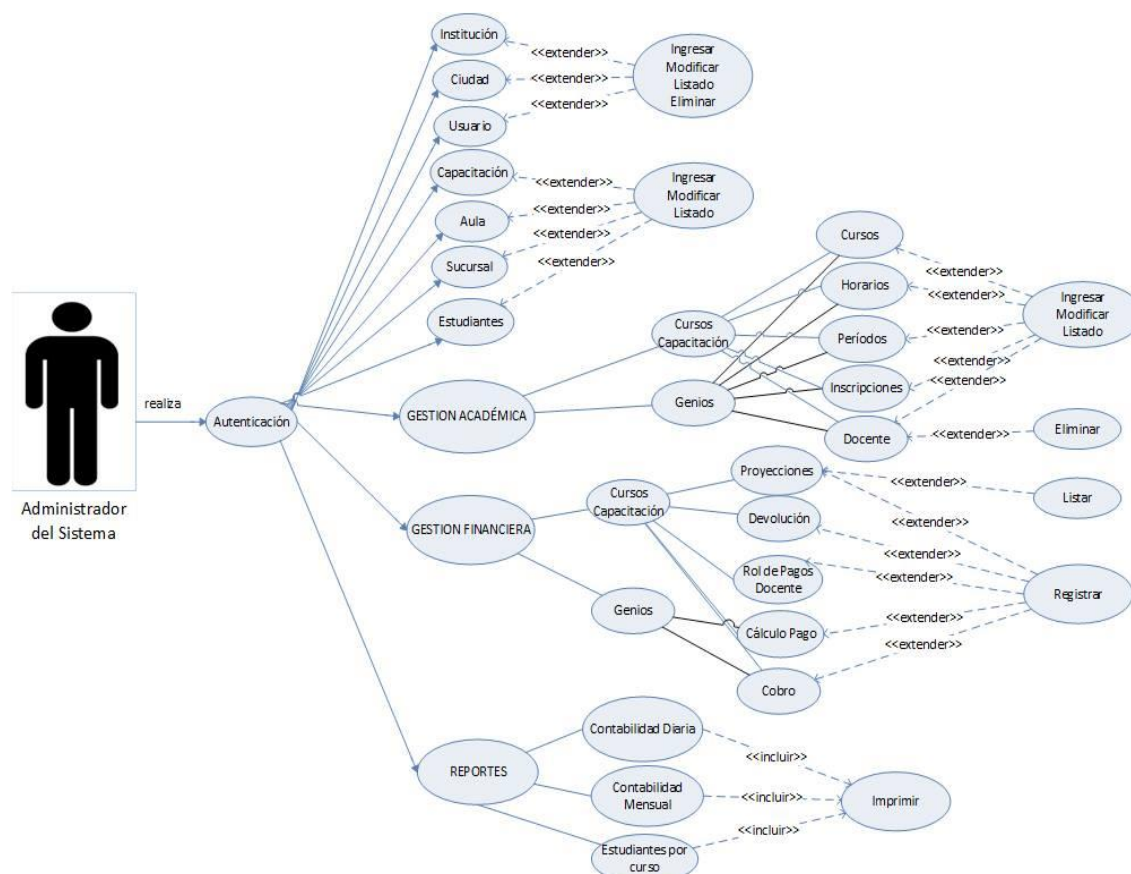 Institución
<<extender>>
Ingresar
Modificar
Listado
Eliminar
Ciudad
<<extender>>
Usuario
<<extender>>
Capacitación
<<extender>>
Ingresar
Modificar
Listado
Aula
<<extender>>
<<extender>>
Sucursal
<<extender>>
Estudiantes
Cursos
<<extender>>
Horarios
<<extender>>
Ingresar
Modificar
Listado
Cursos
Capacitación
Períodos
<<extender>>
<<extender>>
Inscripciones
<<extender>>
Genios
Docente
<<extender>>
Eliminar
realiza
Autenticación
GESTION ACADÉMICA
Administrador
del Sistema
Proyecciones
<<extender>>
Listar
Cursos
Capacitación
GESTION FINANCIERA
Devolución
<<extender>>
<<extender>>
Rol de Pagos
Docente
<<extender>>
Registrar
Genios
Cálculo Pago
<<extender>>
<<extender>>
Cobro
Contabilidad Diaria
<<incluir>>
REPORTES
Contabilidad
Mensual
<<incluir>>
Imprimir
<<incluir>>
Estudiantes por
curso